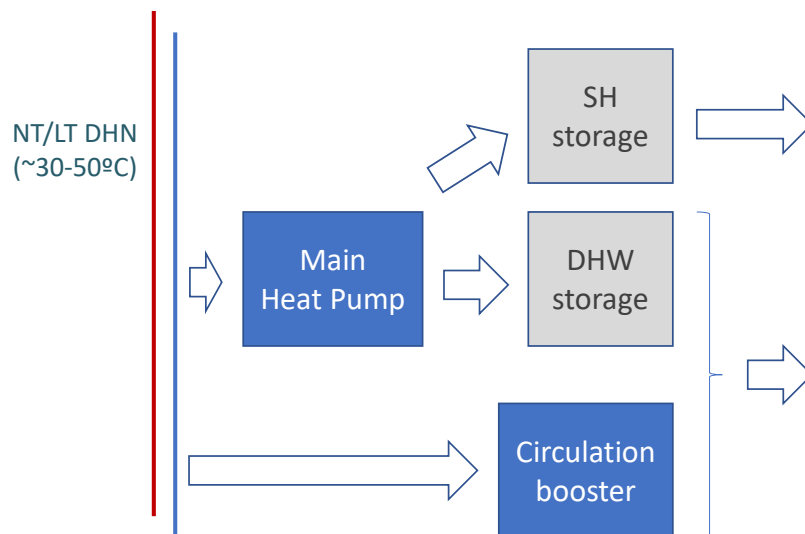 NT/LT DHN
(~30-50ºC)
SH
storage
Main
Heat Pump
DHW
storage
Circulation
booster